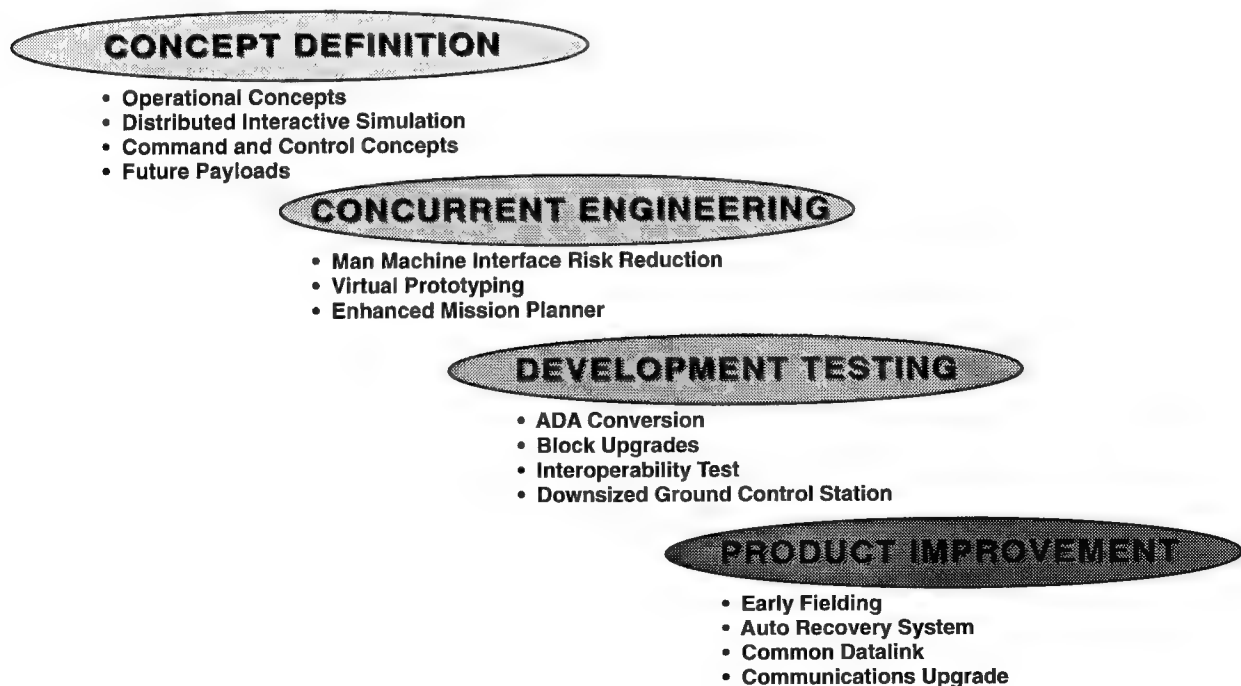 CONCEPT DEFINITION
• Operational Concepts
• Distributed Interactive Simulation
• Command and Control Concepts
• Future Payloads
CONCURRENT ENGINEERING
• Man Machine Interface Risk Reduction
• Virtual Prototyping
• Enhanced Mission Planner
DEVELOPMENT TESTING
• ADA Conversion
• Block Upgrades
• Interoperability Test
• Downsized Ground Control Station
PRODUCT IMPROVEMENT
• Early Fielding
• Auto Recovery System
• Common Datalink
• Communications Upgrade